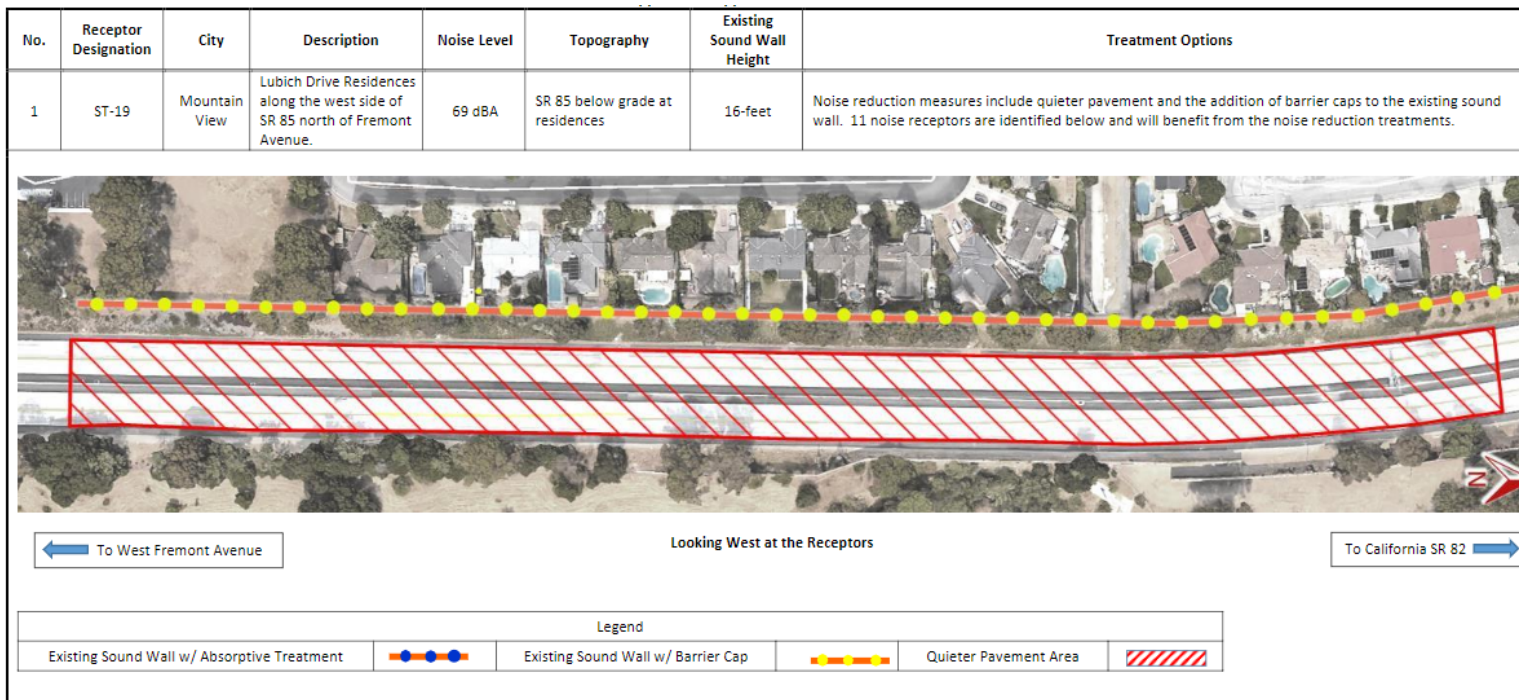 No.
Receptor
Designation
City
Description
Noise Level
Topography
Existing
Sound Wall
Height
Treatment Options
1
ST-19
Mountain
View
Lubich Drive Residences
along the west side of
SR 85 north of Fremont
Avenue.
69 dBA
SR 85 below grade at
residences
16-feet
Noise reduction measures include quieter pavement and the addition of barrier caps to the existing sound
wall. 11 noise receptors are identified below and will benefit from the noise reduction treatments.
N
To West Fremont Avenue
Looking West at the Receptors
To California SR 82
Legend
Existing Sound Wall w/ Absorptive Treatment
Existing Sound Wall w/ Barrier Cap
Quieter Pavement Area